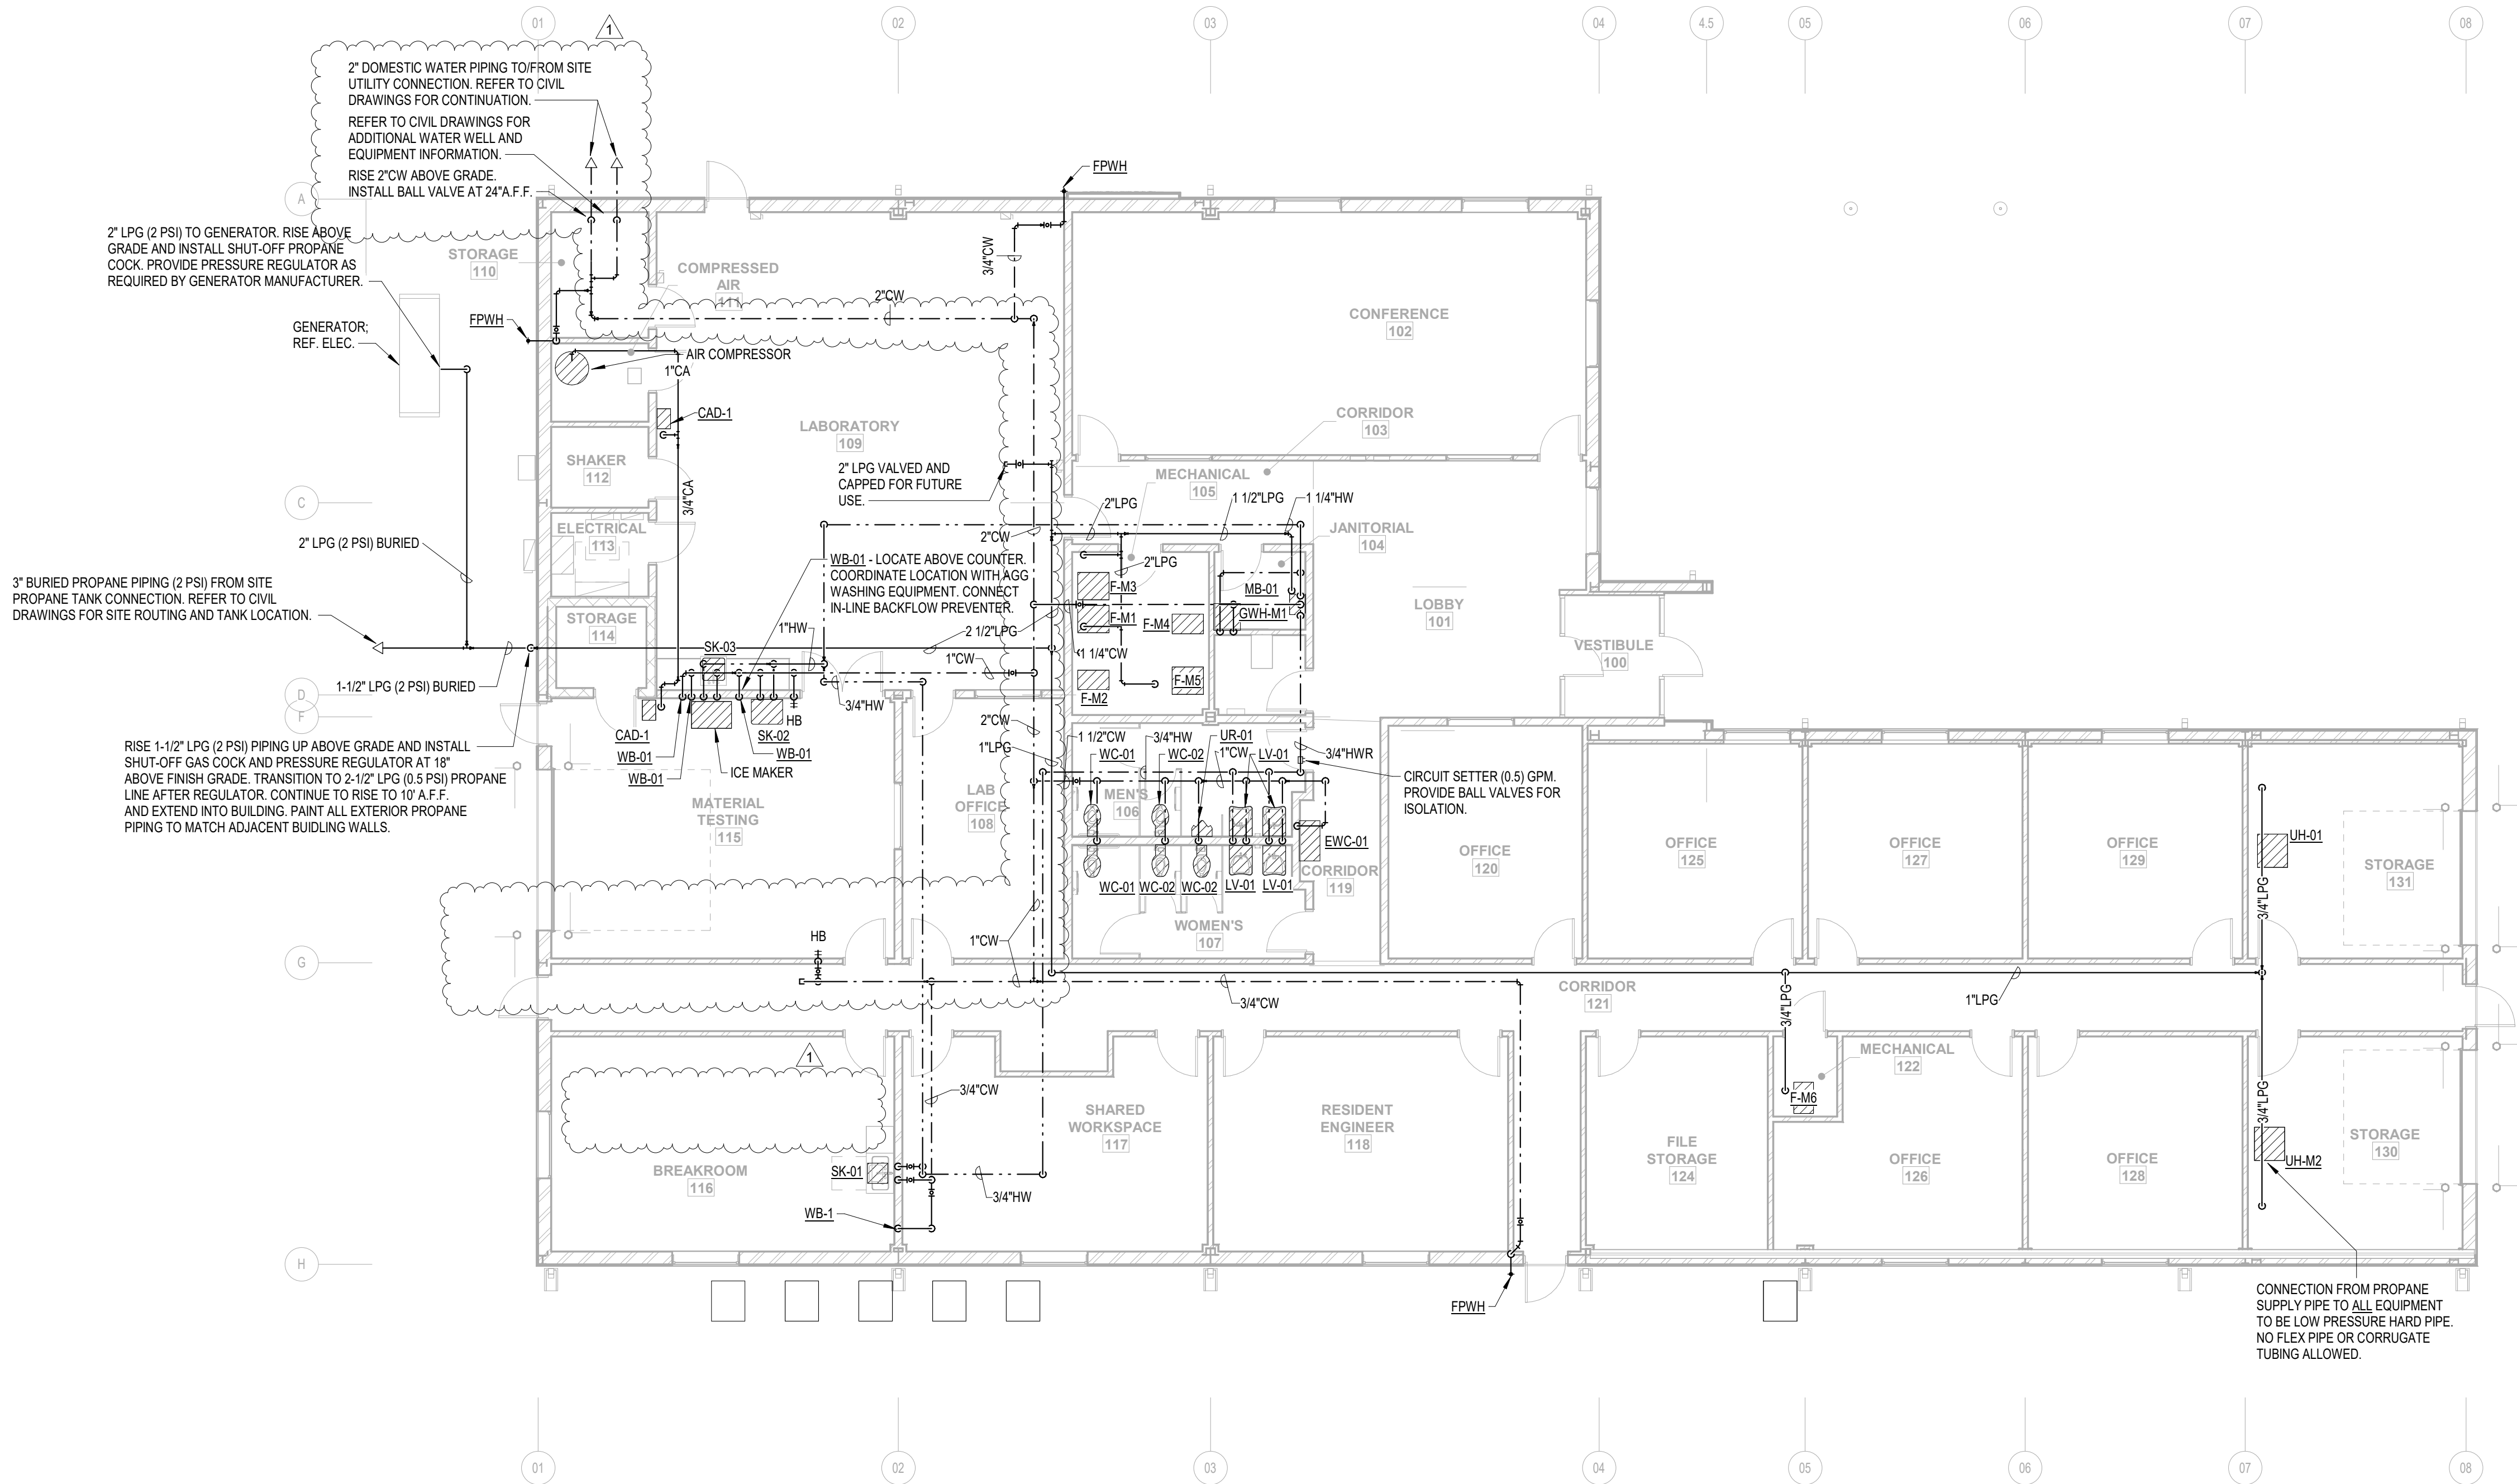 01
02
03
04
4.5
05
06
07
08
1
2" DOMESTIC WATER PIPING TO/FROM SITE
UTILITY CONNECTION. REFER TO CIVIL
DRAWINGS FOR CONTINUATION.
REFER TO CIVIL DRAWINGS FOR
ADDITIONAL WATER WELL AND
EQUIPMENT INFORMATION.
RISE 2"CW ABOVE GRADE.
INSTALL BALL VALVE AT 24"A.F.F.
FPWH
A
2" LPG (2 PSI) TO GENERATOR. RISE ABOVE
GRADE AND INSTALL SHUT-OFF PROPANE
COCK. PROVIDE PRESSURE REGULATOR AS
REQUIRED BY GENERATOR MANUFACTURER.
STORAGE
110
COMPRESSED
AIR
111
3/4"CW
2"CW
GENERATOR;
REF. ELEC.
FPWH
CONFERENCE
102
AIR COMPRESSOR
1"CA
CAD-1
LABORATORY
109
CORRIDOR
103
SHAKER
112
2" LPG VALVED AND
CAPPED FOR FUTURE
USE.
MECHANICAL
105
3/4"CA
C
2"LPG
1 1/2"LPG
1 1/4"HW
ELECTRICAL
113
JANITORIAL
104
2"CW
2" LPG (2 PSI) BURIED
WB-01 - LOCATE ABOVE COUNTER.
COORDINATE LOCATION WITH AGG
WASHING EQUIPMENT. CONNECT
IN-LINE BACKFLOW PREVENTER.
2"LPG
F-M3
MB-01
GWH-M1
F-M1
F-M4
3" BURIED PROPANE PIPING (2 PSI) FROM SITE
PROPANE TANK CONNECTION. REFER TO CIVIL
DRAWINGS FOR SITE ROUTING AND TANK LOCATION.
STORAGE
114
LOBBY
101
1"HW
2 1/2"LPG
SK-03
1"CW
1 1/4"CW
VESTIBULE
100
1-1/2" LPG (2 PSI) BURIED
D
F
F-M5
F-M2
3/4"HW
HB
CAD-1
SK-02
WB-01
WB-01
WB-01
ICE MAKER
2"CW
1"LPG
1 1/2"CW
3/4"HW
UR-01
WC-01
WC-02
1"CW
LV-01
3/4"HWR
RISE 1-1/2" LPG (2 PSI) PIPING UP ABOVE GRADE AND INSTALL
SHUT-OFF GAS COCK AND PRESSURE REGULATOR AT 18"
ABOVE FINISH GRADE. TRANSITION TO 2-1/2" LPG (0.5 PSI) PROPANE
LINE AFTER REGULATOR. CONTINUE TO RISE TO 10' A.F.F.
AND EXTEND INTO BUILDING. PAINT ALL EXTERIOR PROPANE
PIPING TO MATCH ADJACENT BUIDLING WALLS.
CIRCUIT SETTER (0.5) GPM.
PROVIDE BALL VALVES FOR
ISOLATION.
MATERIAL
TESTING
115
LAB
OFFICE
108
MEN'S
106
EWC-01
OFFICE
120
OFFICE
125
OFFICE
127
OFFICE
129
UH-01
STORAGE
131
CORRIDOR
119
WC-01
WC-02
WC-02
LV-01
LV-01
3/4"LPG
WOMEN'S
107
HB
1"CW
G
3/4"CW
CORRIDOR
121
1"LPG
3/4"LPG
1
MECHANICAL
122
F-M6
3/4"CW
SHARED
WORKSPACE
117
RESIDENT
ENGINEER
118
FILE
STORAGE
124
3/4"LPG
STORAGE
130
UH-M2
BREAKROOM
116
SK-01
OFFICE
126
OFFICE
128
3/4"HW
WB-1
H
FPWH
CONNECTION FROM PROPANE
SUPPLY PIPE TO ALL EQUIPMENT
TO BE LOW PRESSURE HARD PIPE.
NO FLEX PIPE OR CORRUGATE
TUBING ALLOWED.
01
02
03
04
05
06
07
08